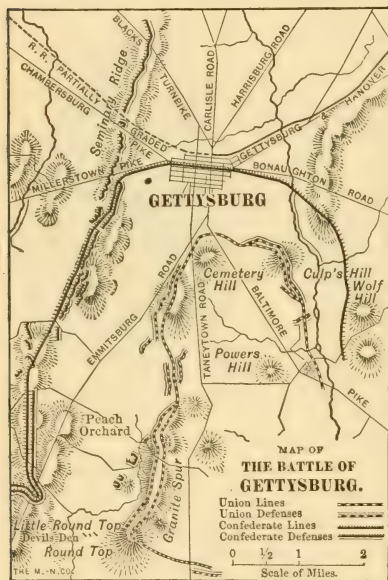 BLACKS
TURNPIKE
CARLISLE ROAD
HARRISBURG ROAD
R.R. PARTIALLY GRADED
CHAMBERSBURG PIKE
Seminary Ridge
GETTYSBURG & HANOVER
MILLERSTOWN PIKE
BONAUGHTON ROAD
GETTYSBURG
EMMITSBURG ROAD
TANEYTOWN ROAD
Cemetery Hill
Culp's Hill
Wolf Hill
BALTIMORE PIKE
Powers Hill
Peach Orchard
Granite Spur
Little Round Top
Devils Den
Round Top
MAP OF
THE BATTLE OF
GETTYSBURG.
Union Lines
Union Defenses
Confederate Lines
Confederate Defenses
0 ½ 1 2
Scale of Miles.
THE M.-N. CO.